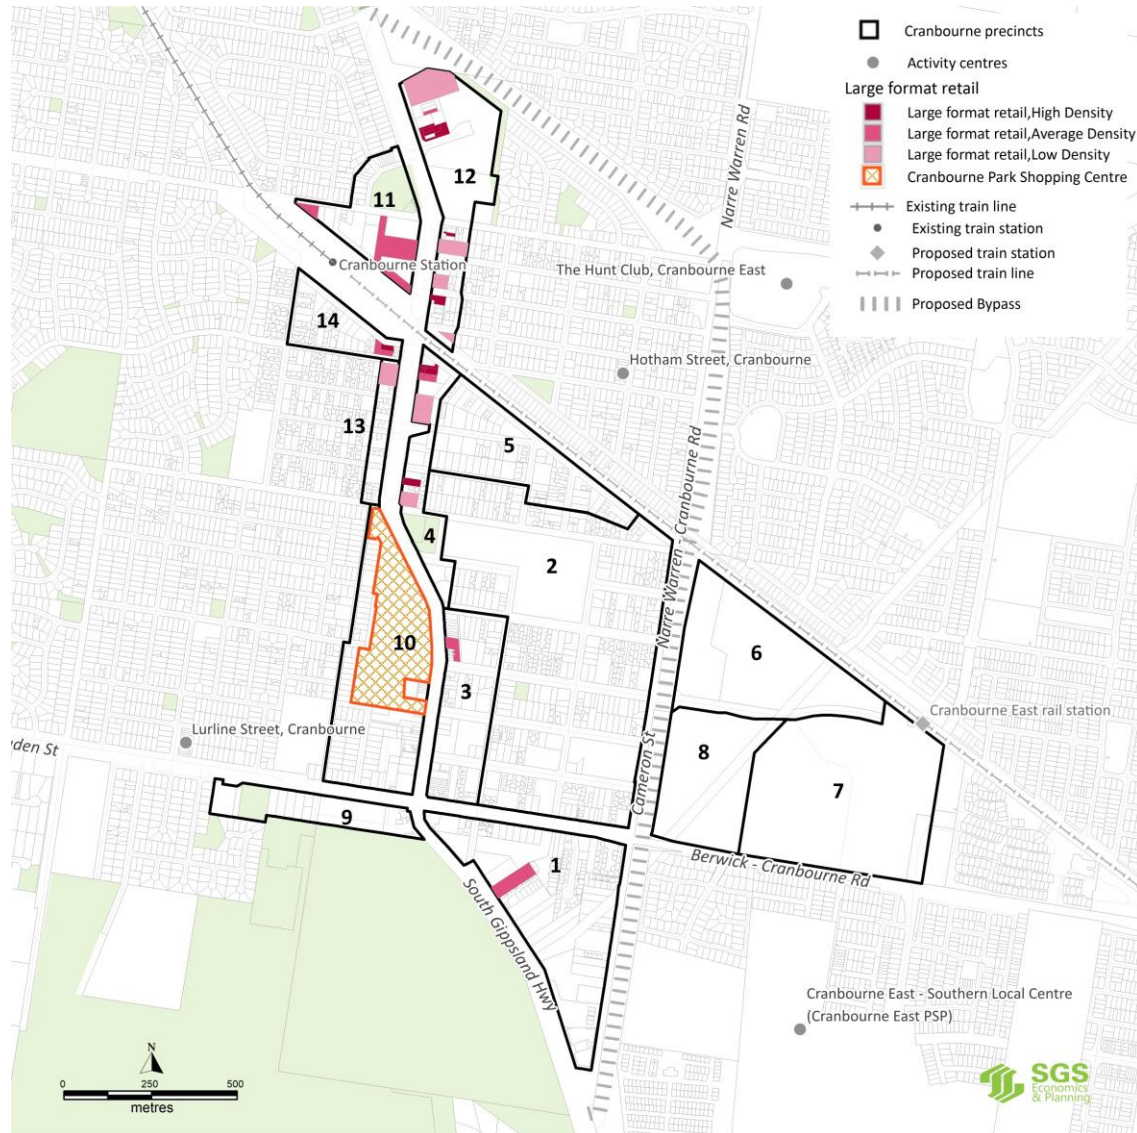 Cranbourne precincts
Activity centres
Large format retail
Large format retail,High Density
Large format retail,Average Density
Large format retail,Low Density
Cranbourne Park Shopping Centre
Existing train line
Existing train station
Proposed train station
Proposed train line
Proposed Bypass
Narre Warren Rd
12
11
Cranbourne Station
The Hunt Club, Cranbourne East
14
Hotham Street, Cranbourne
13
5
4
2
Narre Warren - Cranbourne Rd
10
6
3
Cranbourne East rail station
Lurline Street, Cranbourne
uden St
8
7
Cameron St
9
1
Berwick - Cranbourne Rd
South Gippsland Hwy
Cranbourne East - Southern Local Centre
(Cranbourne East PSP)
N
0 250 500
metres
SGS
Economics
& Planning